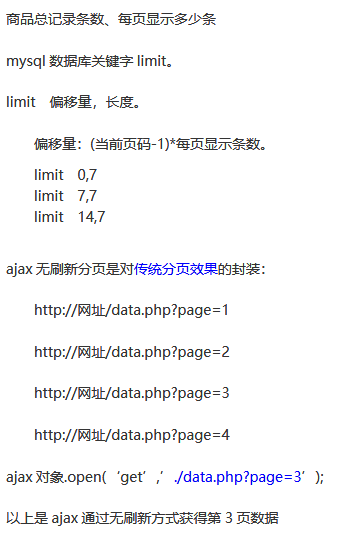 商品总记录条数、每页显示多少条
mysql 数据库关键字 limit。
limit 偏移量，长度。
偏移量：(当前页码-1)*每页显示条数。
limit 0,7
limit 7,7
limit 14,7
ajax 无刷新分页是对传统分页效果的封装：
http://网址/data.php?page=1
http://网址/data.php?page=2
http://网址/data.php?page=3
http://网址/data.php?page=4
ajax 对象.open(‘get’,’./data.php?page=3’);
以上是 ajax 通过无刷新方式获得第 3 页数据